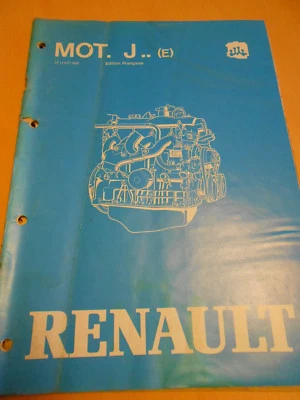 MOT. J.. (E)
Edition Française
RENAULT